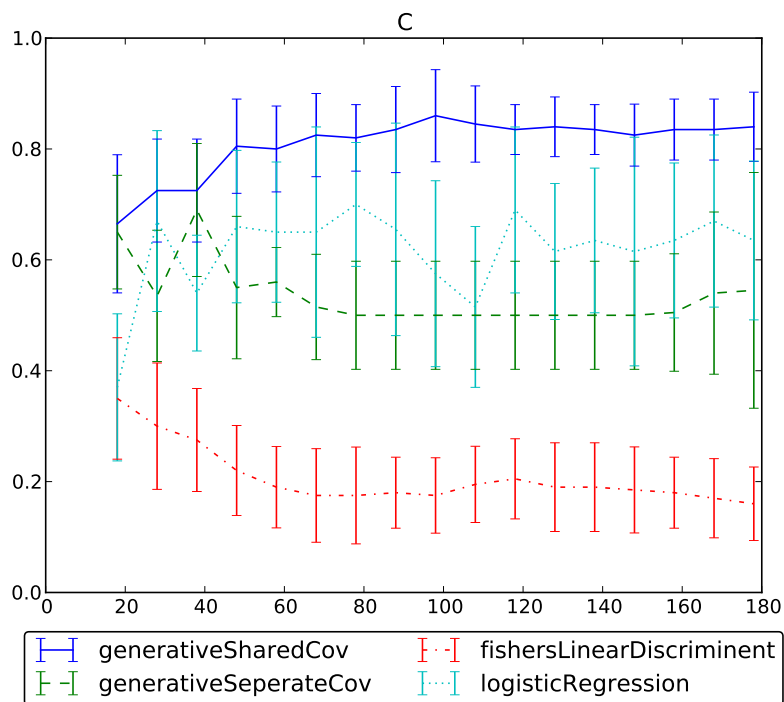 C
1.0
0.8
0.6
0.4
0.2
0.0
0 20 40 60 80 100 120 140 160 180
generativeSharedCov fishersLinearDiscriminent
generativeSeperateCov logisticRegression